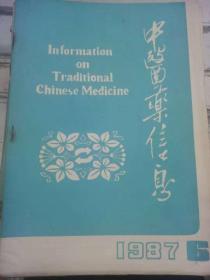 Information
on
Traditional
Chinese Medicine
中医药信息
1987 6